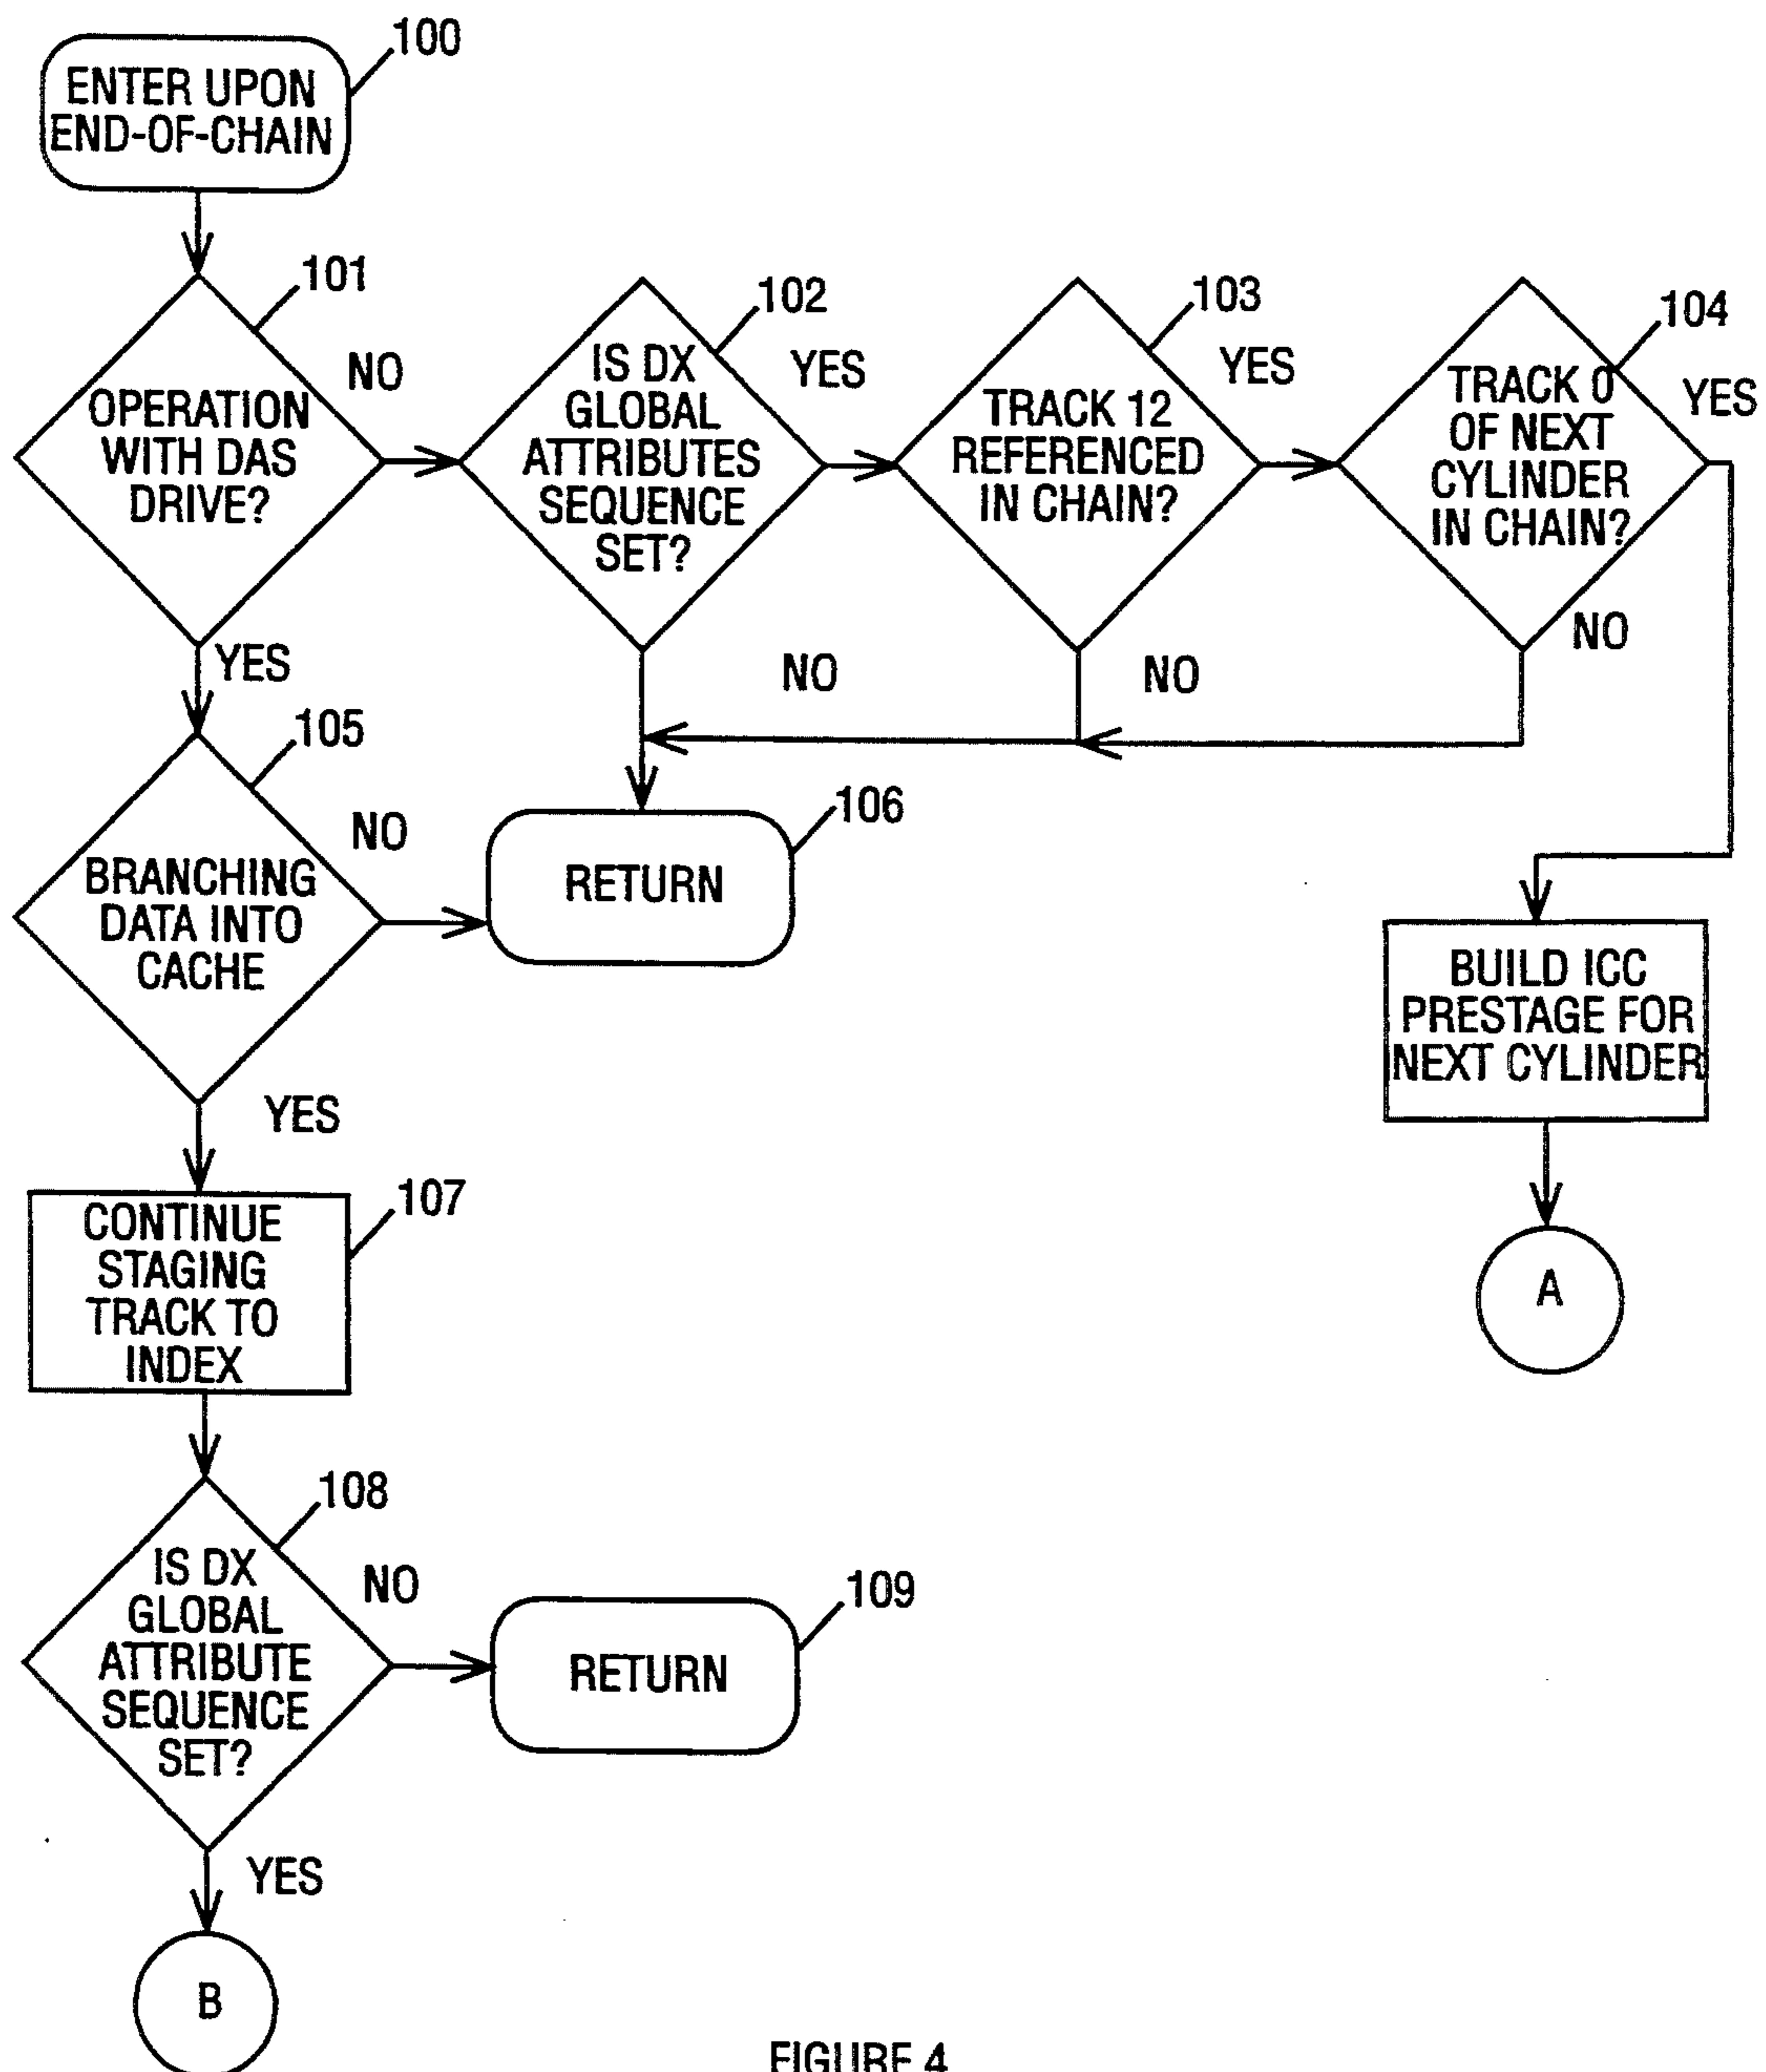 100
ENTER UPON
END-OF-CHAIN
101
OPERATION
WITH DAS
DRIVE?
NO
YES
102
IS DX
GLOBAL
ATTRIBUTES
SEQUENCE
SET?
YES
NO
103
TRACK 12
REFERENCED
IN CHAIN?
YES
NO
104
TRACK 0
OF NEXT
CYLINDER
IN CHAIN?
YES
NO
105
BRANCHING
DATA INTO
CACHE
NO
YES
106
RETURN
BUILD ICC
PRESTAGE FOR
NEXT CYLINDER
A
107
CONTINUE
STAGING
TRACK TO
INDEX
108
IS DX
GLOBAL
ATTRIBUTE
SEQUENCE
SET?
NO
YES
109
RETURN
B
FIGURE 4